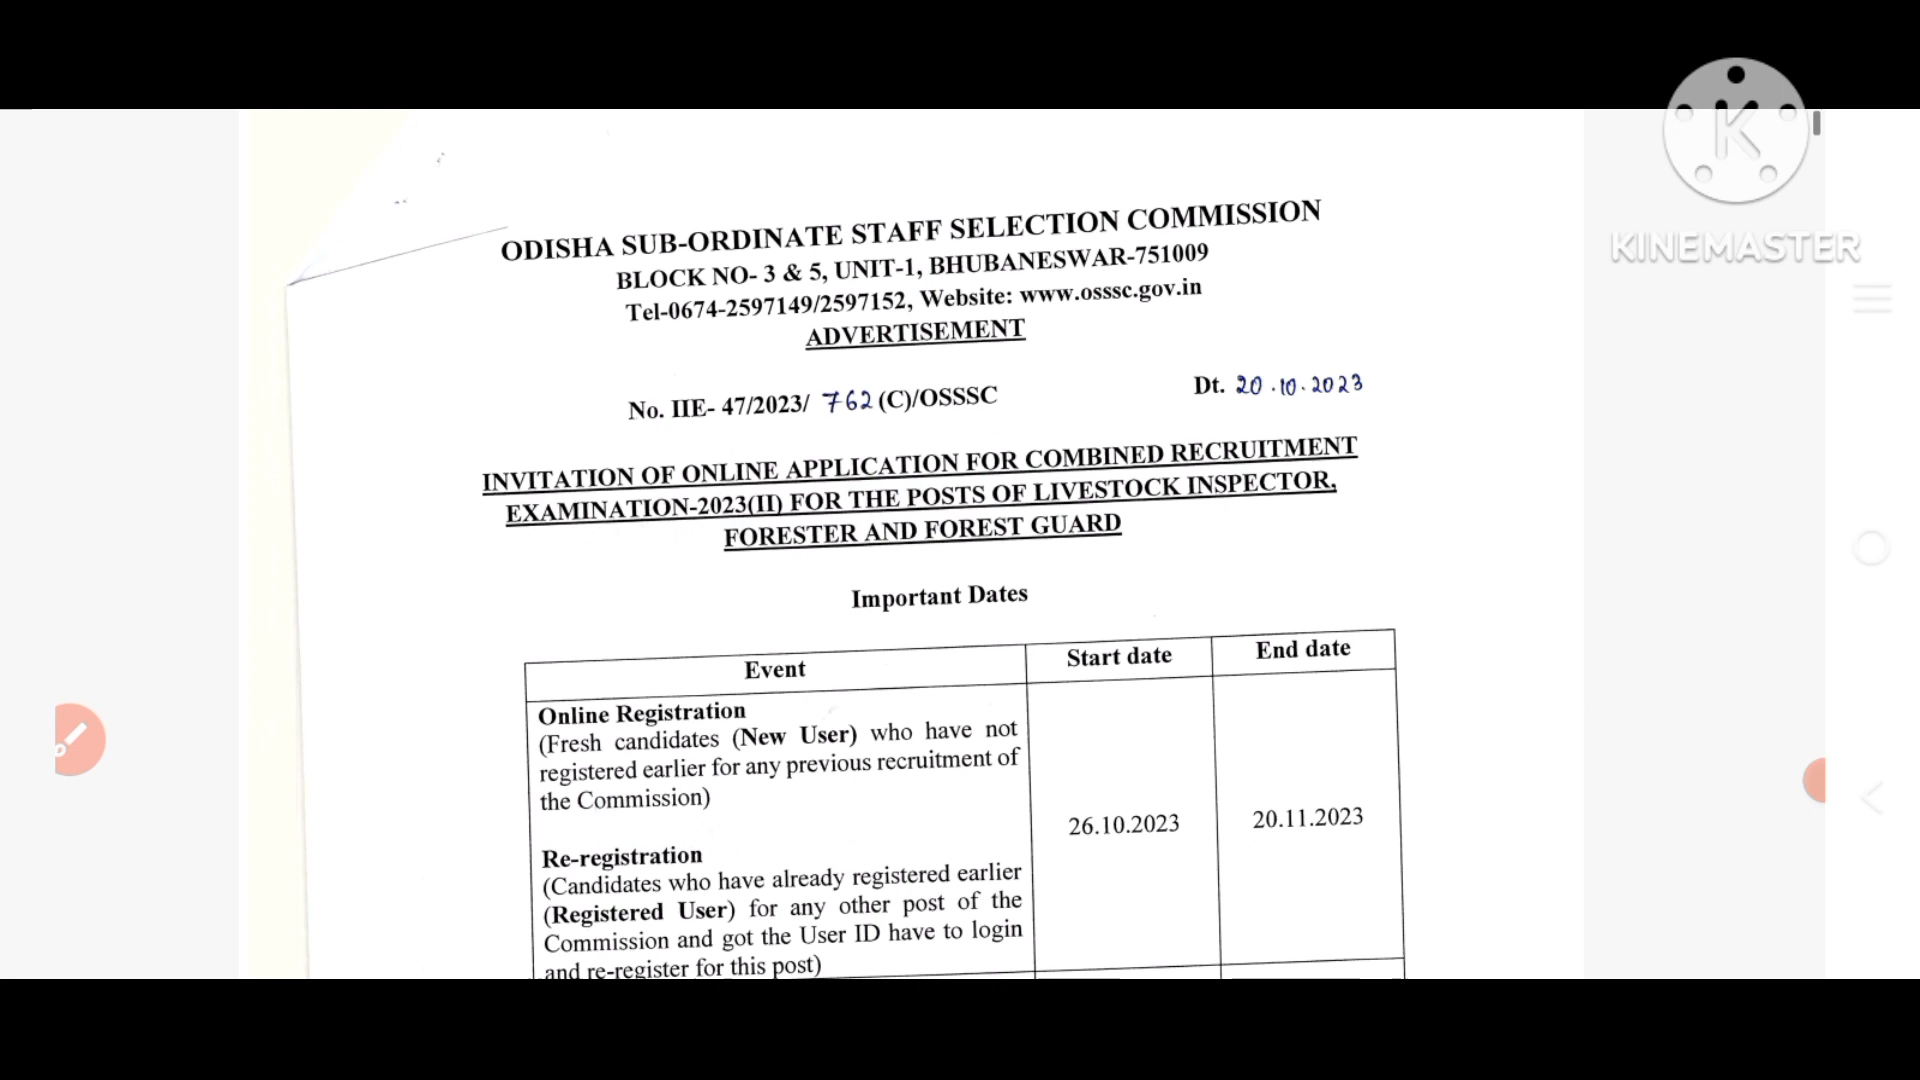 KINEMASTER
ODISHA SUB-ORDINATE STAFF SELECTION COMMISSION
BLOCK NO- 3 & 5, UNIT-1, BHUBANESWAR-751009
Tel-0674-2597149/2597152, Website: www.osssc.gov.in
ADVERTISEMENT
No. IIE- 47/2023/ 762 (C)/OSSSC Dt. 20.10.2023
INVITATION OF ONLINE APPLICATION FOR COMBINED RECRUITMENT
EXAMINATION-2023(II) FOR THE POSTS OF LIVESTOCK INSPECTOR,
FORESTER AND FOREST GUARD
Important Dates
Event Start date End date
Online Registration
(Fresh candidates (New User) who have not
registered earlier for any previous recruitment of
the Commission)
26.10.2023 20.11.2023
Re-registration
(Candidates who have already registered earlier
(Registered User) for any other post of the
Commission and got the User ID have to login
and re-register for this post)